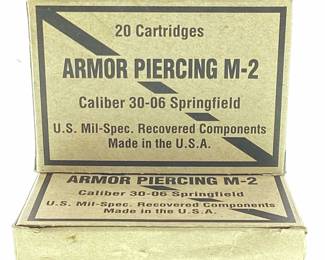 20 Cartridges
ARMOR PIERCING M-2
Caliber 30-06 Springfield
U.S. Mil-Spec. Recovered Components
Made in the U.S.A.
ARMOR PIERCING M-2
Caliber 30-06 Springfield
U.S. Mil-Spec. Recovered Components
Made in the U.S.A.